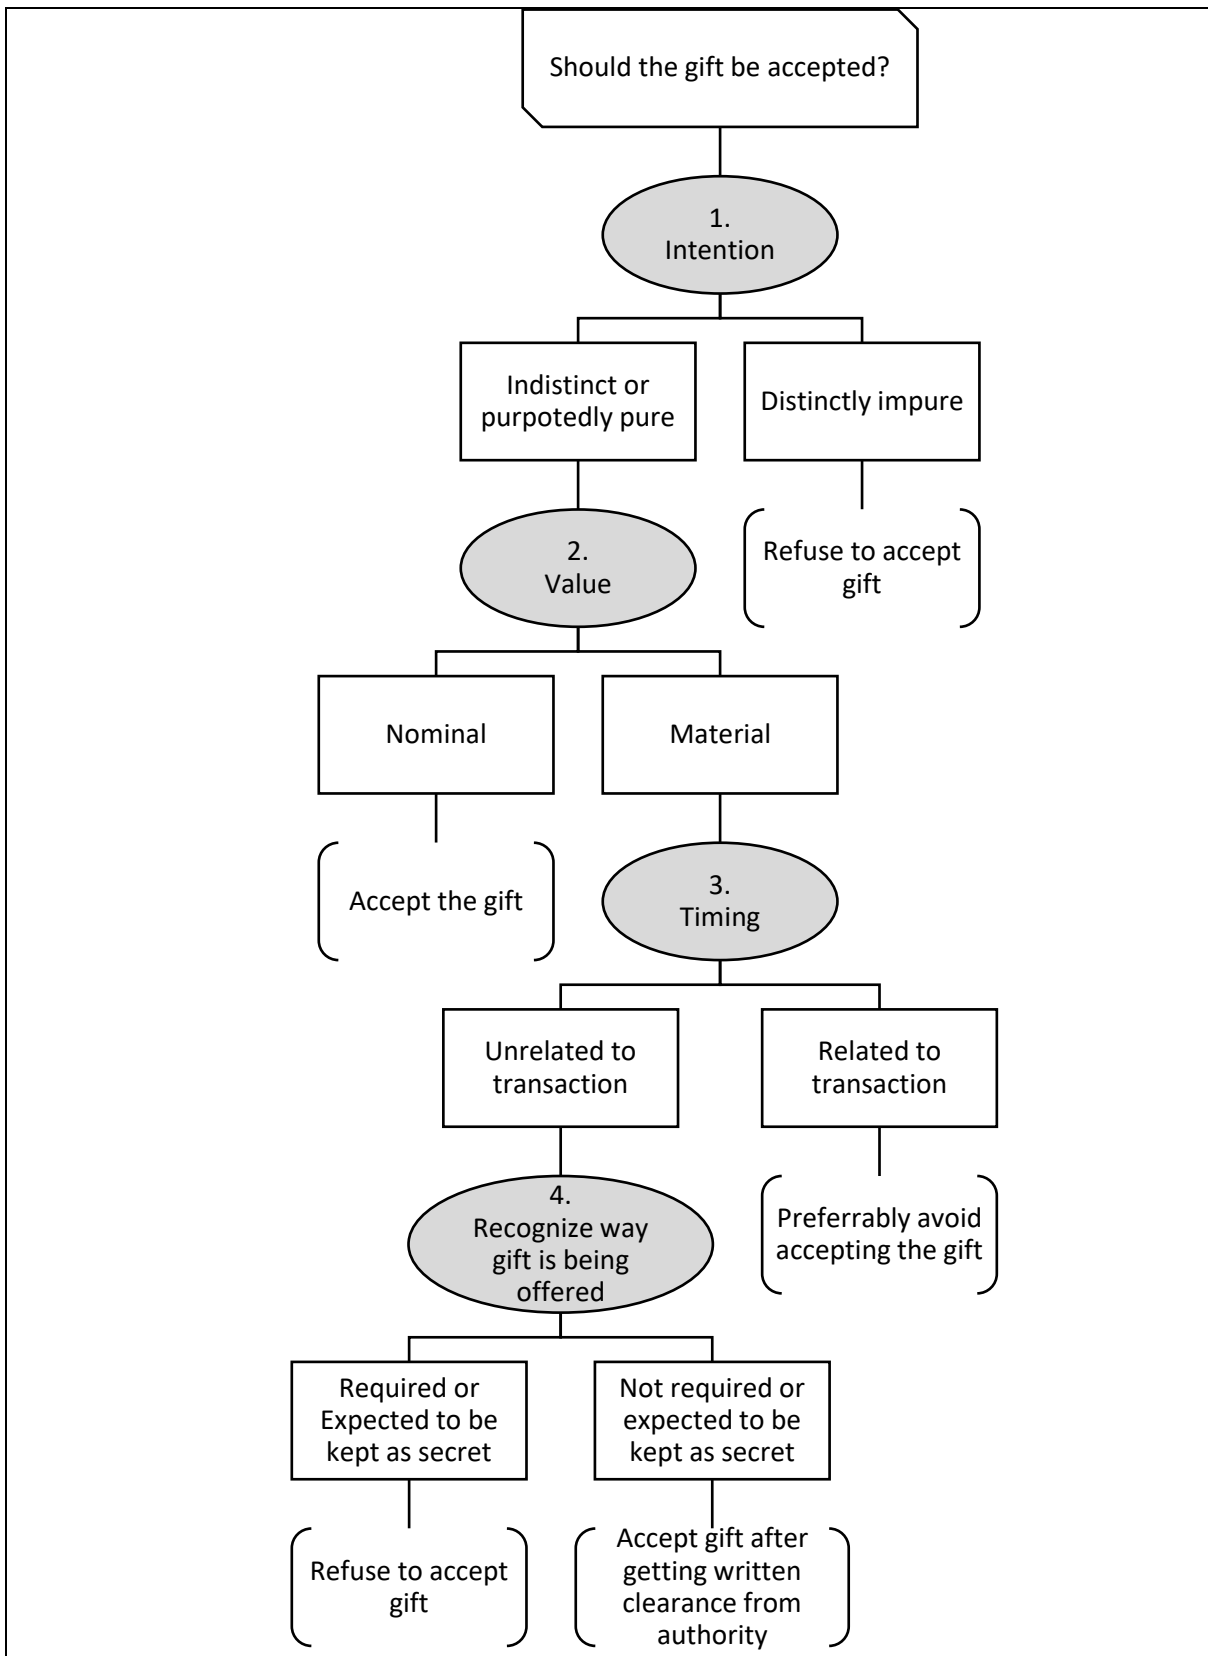 Should the gift be accepted?
1.
Intention
Indistinct or
purpotedly pure
Distinctly impure
2.
Value
Refuse to accept
gift
Nominal
Material
Accept the gift
3.
Timing
Unrelated to
transaction
Related to
transaction
4.
Recognize way
gift is being
offered
Preferrably avoid
accepting the gift
Required or
Expected to be
kept as secret
Not required or
expected to be
kept as secret
Refuse to accept
gift
Accept gift after
getting written
clearance from
authority